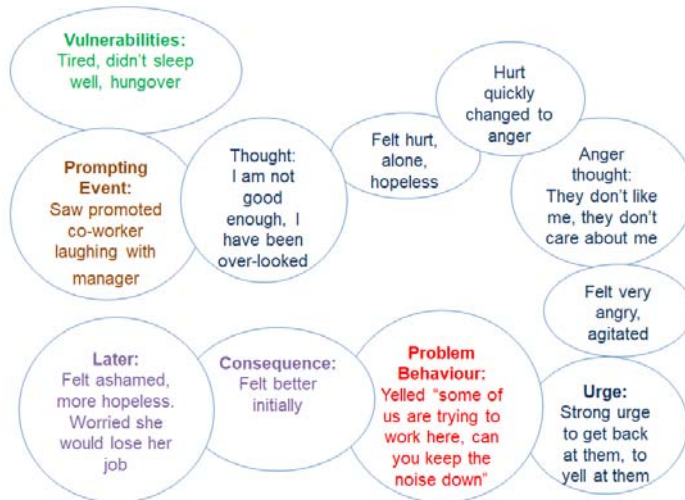 Vulnerabilities:
Tired, didn't sleep
well, hungover
Prompting
Event:
Saw promoted
co-worker
laughing with
manager
Thought:
I am not
good
enough, I
have been
over-looked
Felt hurt,
alone,
hopeless
Hurt
quickly
changed to
anger
Anger
thought:
They don't like
me, they don't
care about me
Felt very
angry,
agitated
Urge:
Strong urge
to get back
at them, to
yell at them
Problem
Behaviour:
Yelled "some of
us are trying to
work here, can
you keep the
noise down"
Consequence:
Felt better
initially
Later:
Felt ashamed,
more hopeless.
Worried she
would lose her
job